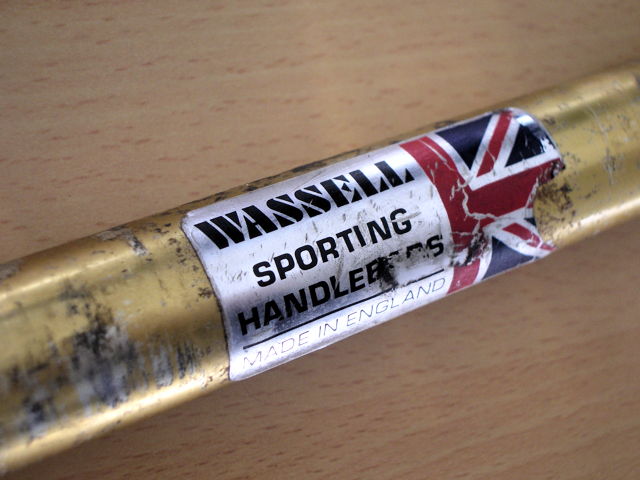 WASSELL
SPORTING
HANDLEBARS
MADE IN ENGLAND